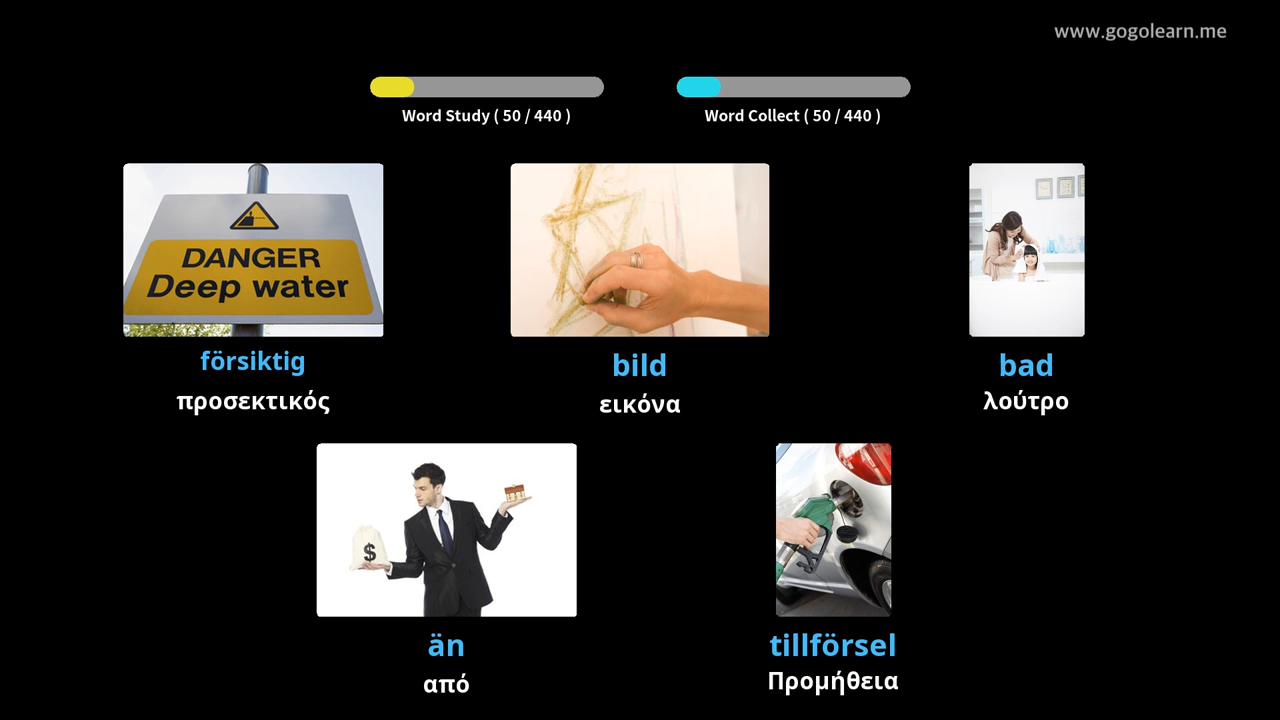 www.gogolearn.me
Word Study ( 50 / 440 )
Word Collect ( 50 / 440 )
DANGER
Deep water
försiktig
προσεκτικός
bild
εικόνα
bad
λούτρο
$
än
από
tillförsel
Προμήθεια